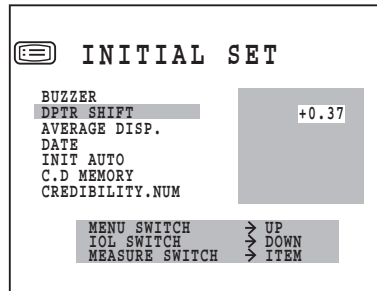 INITIAL SET
BUZZER
DPTR SHIFT +0.37
AVERAGE DISP.
DATE
INIT AUTO
C.D MEMORY
CREDIBILITY.NUM
MENU SWITCH → UP
IOL SWITCH → DOWN
MEASURE SWITCH → ITEM